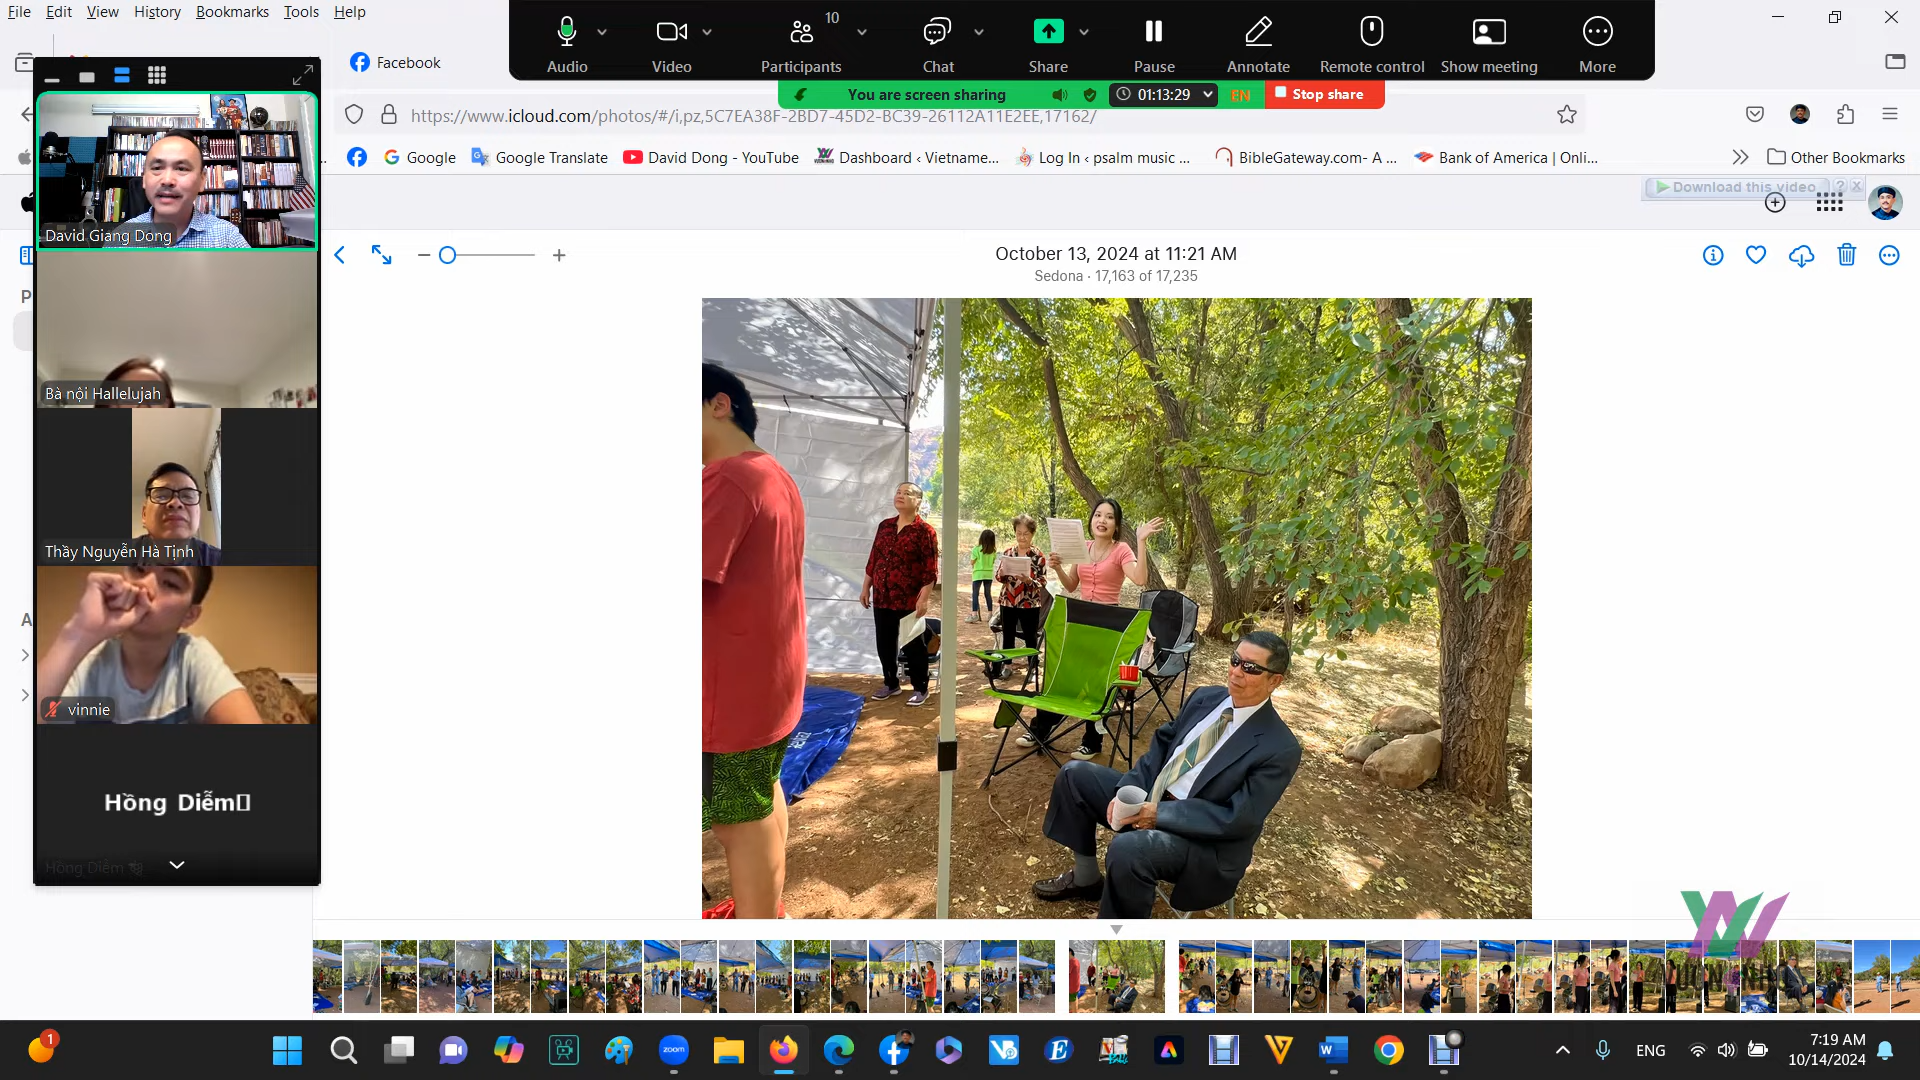 File Edit View History Bookmarks Tools Help
10
Audio Video Participants Chat Share Pause Annotate Remote control Show meeting More
Facebook
You are screen sharing 01:13:29 EN Stop share
https://www.icloud.com/photos/#/i,pz,5C7EA38F-2BD7-45D2-BC39-26112A11E2EE,17162/
Google Google Translate David Dong - YouTube Dashboard ‹ Vietname... Log In ‹ psalm music ... BibleGateway.com- A ... Bank of America | Onli... Other Bookmarks
Download this video ? X
October 13, 2024 at 11:21 AM
Sedona · 17,163 of 17,235
David Giang Dong
Bà nội Hallelujah
Thầy Nguyễn Hà Tịnh
vinnie
Hồng Diễm
Hồng Diễm
P
A
1
zoom
ENG
7:19 AM
10/14/2024